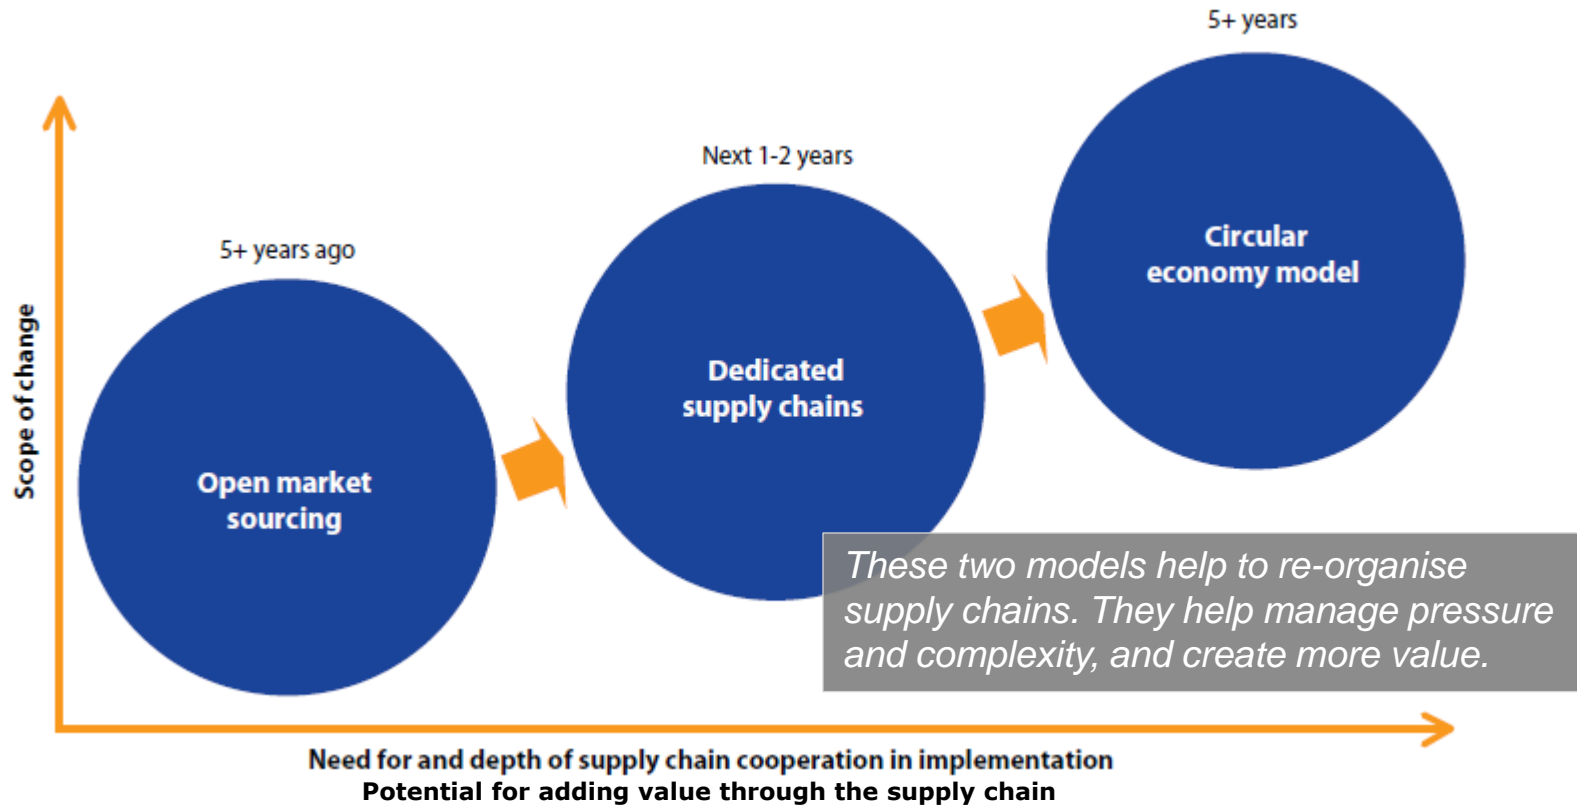 5+ years
Next 1-2 years
5+ years ago
Circular
economy model
Dedicated
supply chains
Open market
sourcing
Scope of change
These two models help to re-organise
supply chains. They help manage pressure
and complexity, and create more value.
Need for and depth of supply chain cooperation in implementation
Potential for adding value through the supply chain